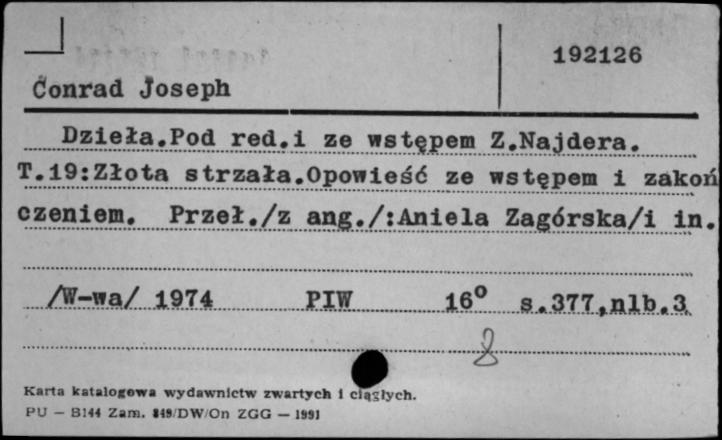 192126
Conrad Joseph
Dzieła.Pod red.i ze wstępem Z.Najdera.
T.19:Złota strzała.Opowieść ze wstępem i zakoń
czeniem. Przeł./z ang./:Aniela Zagórska/i in.
/W-wa/ 1974 PIW 16° s.377,nlb.3
8
Karta katalogowa wydawnictw zwartych i ciągłych.
PU — B144 Zam. 849/DW/On ZGG — 1991